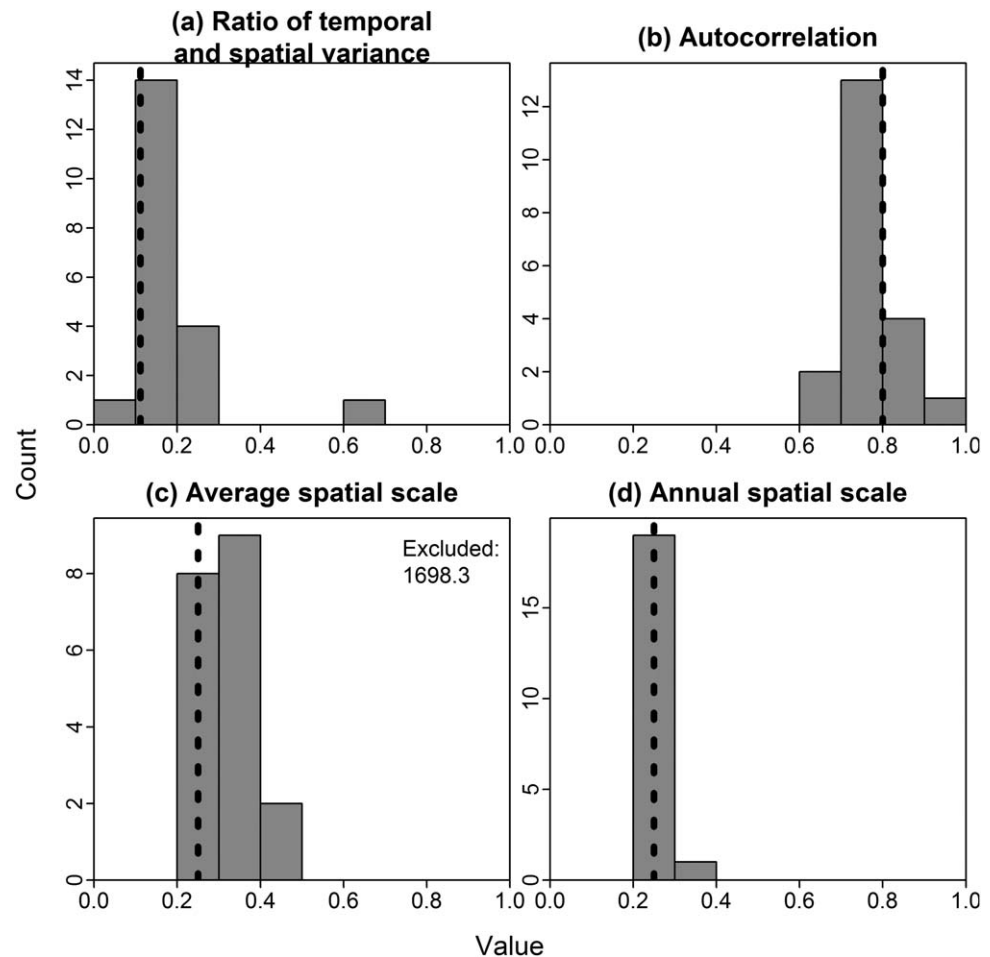 (a) Ratio of temporal
and spatial variance
(b) Autocorrelation
14
12
10
8
6
4
2
0
0.0 0.2 0.4 0.6 0.8 1.0
12
10
8
6
4
2
0
0.0 0.2 0.4 0.6 0.8 1.0
Count
(c) Average spatial scale
(d) Annual spatial scale
Excluded:
1698.3
8
6
4
2
0
0.0 0.2 0.4 0.6 0.8 1.0
15
10
5
0
0.0 0.2 0.4 0.6 0.8 1.0
Value